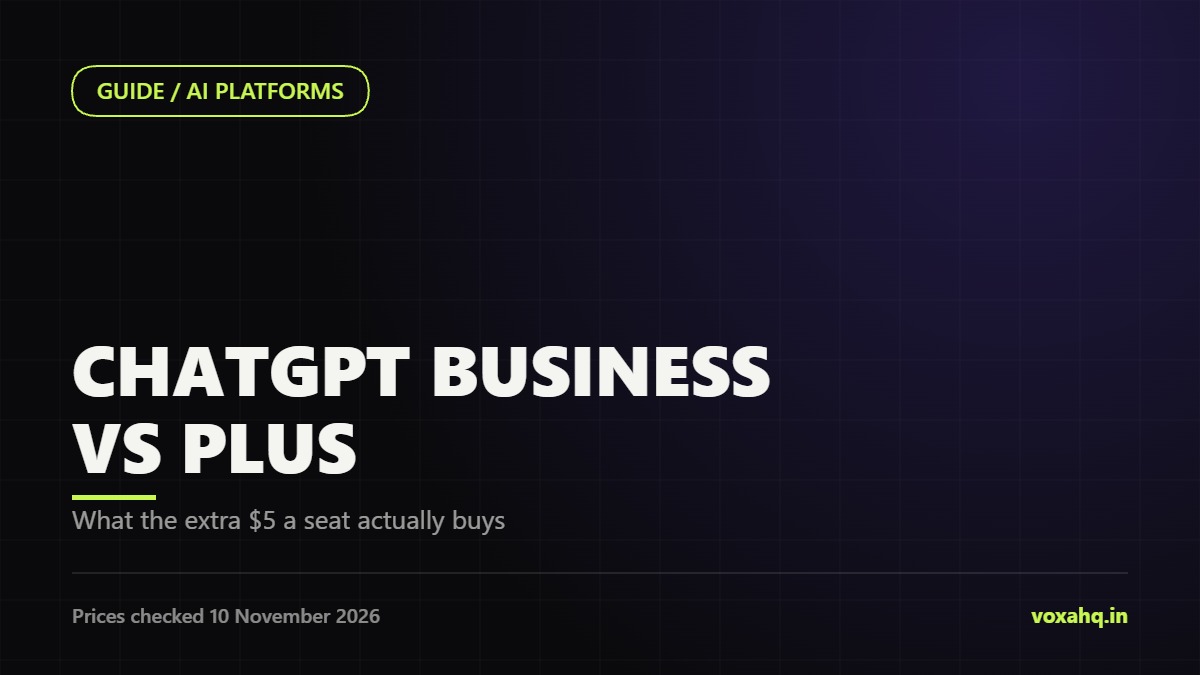 GUIDE / AI PLATFORMS
CHATGPT BUSINESS
VS PLUS
What the extra $5 a seat actually buys
Prices checked 10 November 2026
voxahq.in